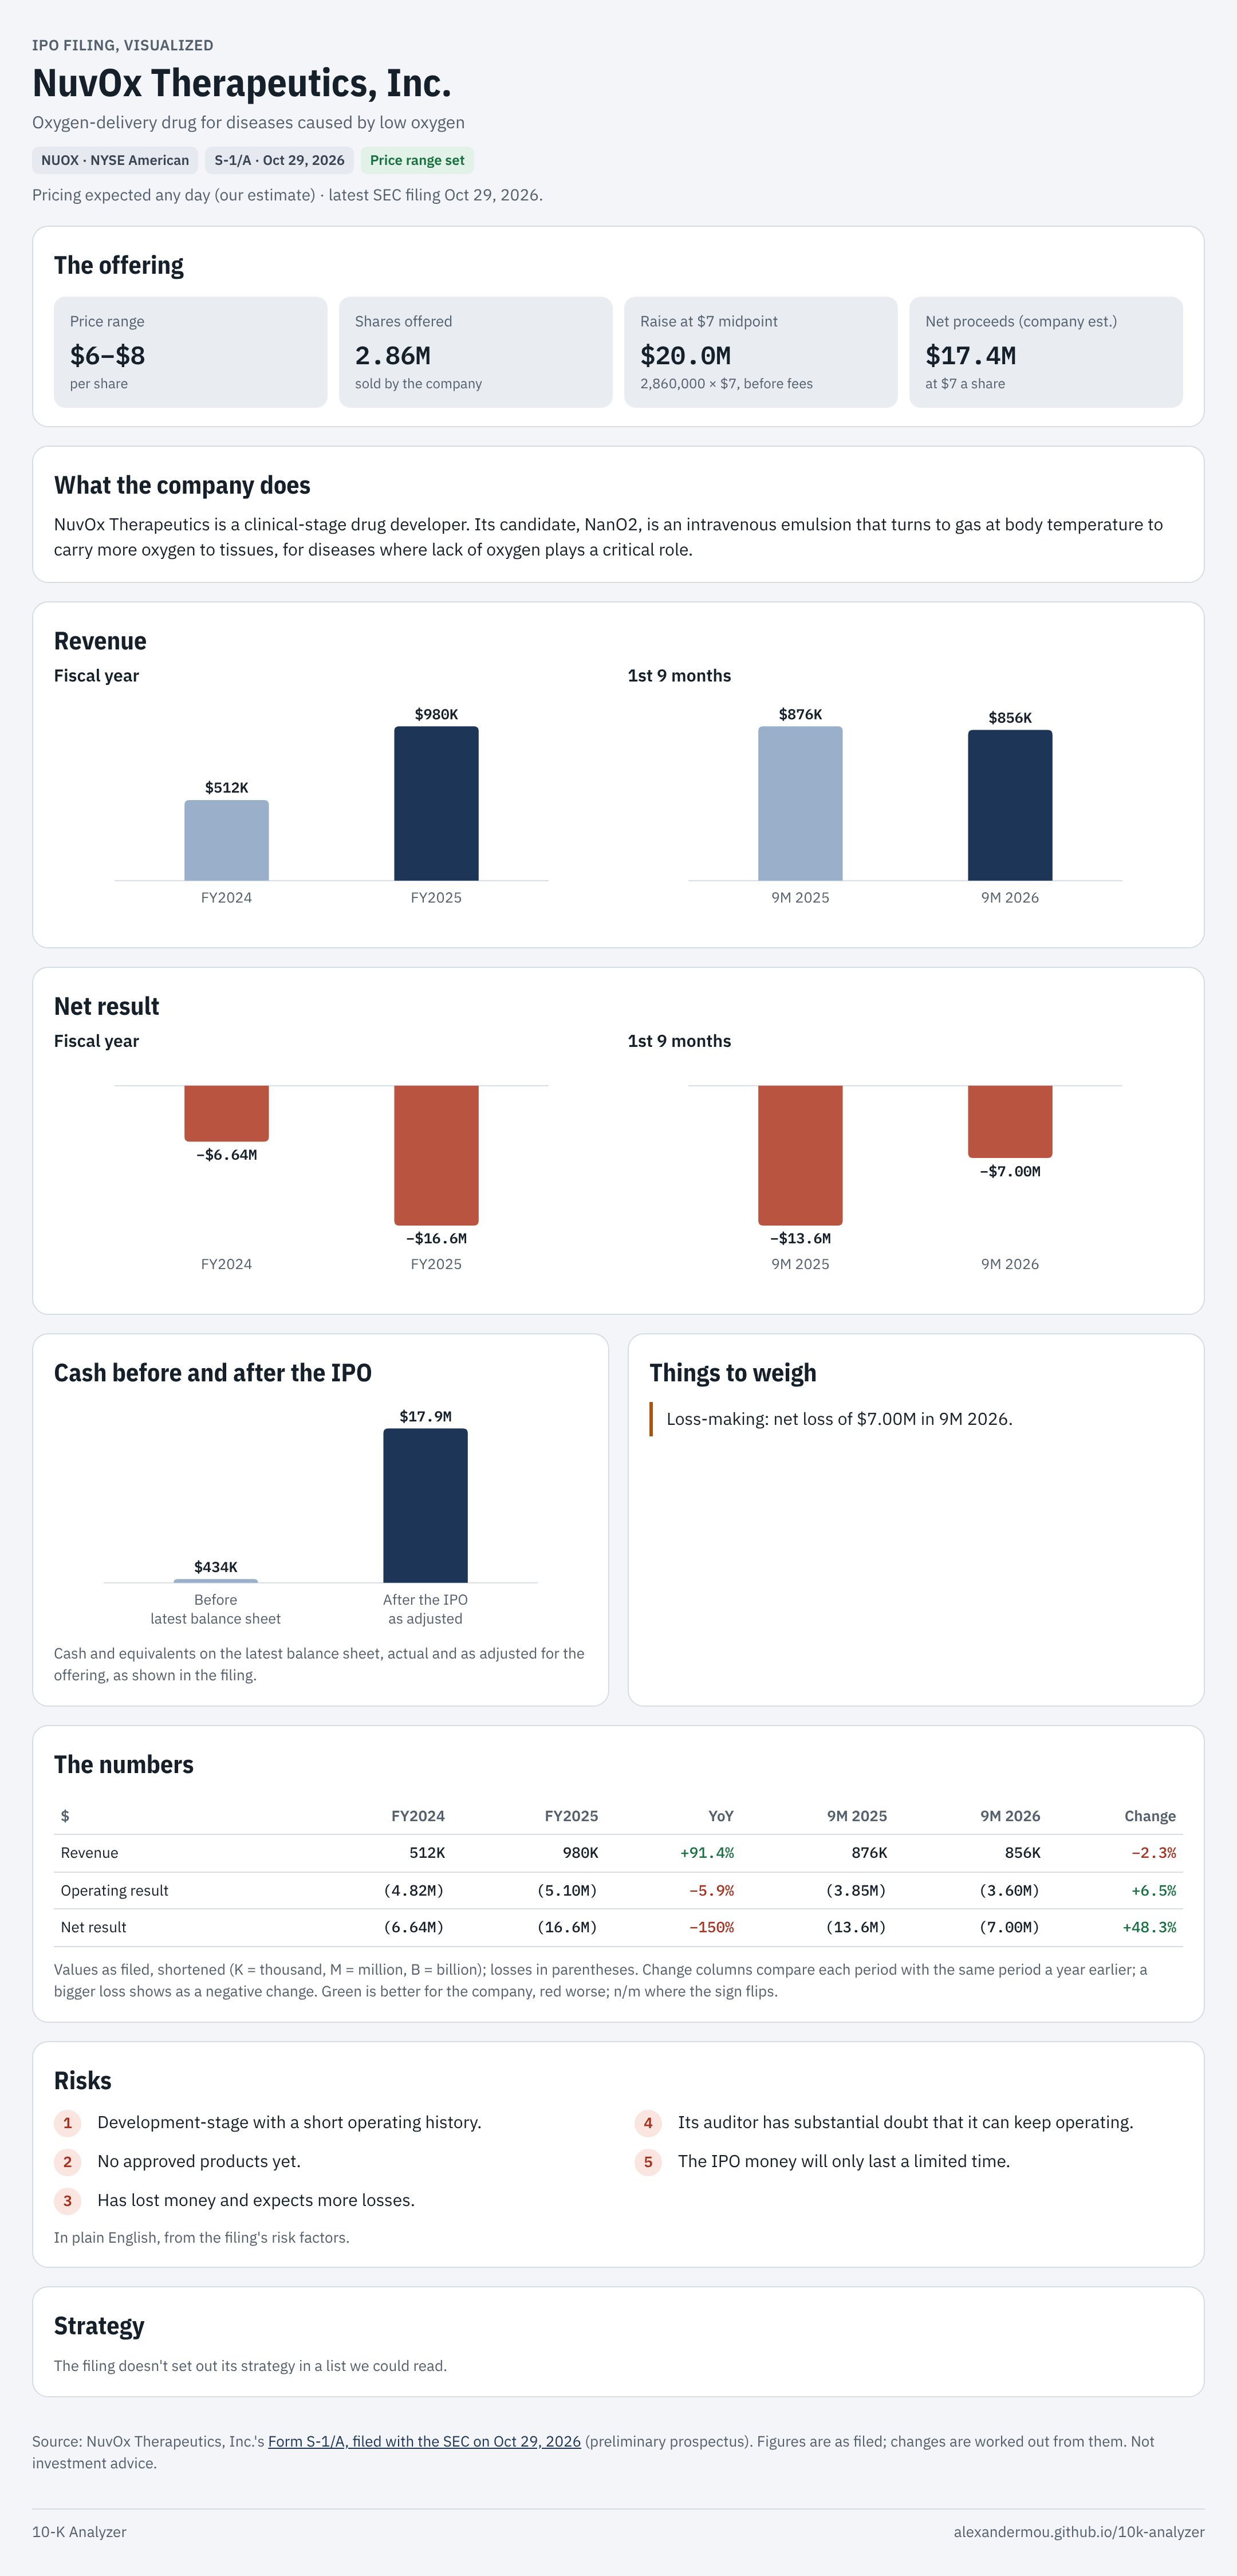 IPO FILING, VISUALIZED
NuvOx Therapeutics, Inc.
Oxygen-delivery drug for diseases caused by low oxygen
NUOX · NYSE American
S-1/A · Oct 29, 2026
Price range set
Pricing expected any day (our estimate) · latest SEC filing Oct 29, 2026.
The offering
Price range
$6–$8
per share
Shares offered
2.86M
sold by the company
Raise at $7 midpoint
$20.0M
2,860,000 × $7, before fees
Net proceeds (company est.)
$17.4M
at $7 a share
What the company does
NuvOx Therapeutics is a clinical-stage drug developer. Its candidate, NanO2, is an intravenous emulsion that turns to gas at body temperature to
carry more oxygen to tissues, for diseases where lack of oxygen plays a critical role.
Revenue
Fiscal year
$512K
$980K
FY2024
FY2025
1st 9 months
$876K
$856K
9M 2025
9M 2026
Net result
Fiscal year
−$6.64M
−$16.6M
FY2024
FY2025
1st 9 months
−$13.6M
−$7.00M
9M 2025
9M 2026
Cash before and after the IPO
$434K
$17.9M
Before
latest balance sheet
After the IPO
as adjusted
Cash and equivalents on the latest balance sheet, actual and as adjusted for the
offering, as shown in the filing.
Things to weigh
Loss-making: net loss of $7.00M in 9M 2026.
The numbers
$ FY2024 FY2025 YoY 9M 2025 9M 2026 Change
Revenue 512K 980K +91.4% 876K 856K −2.3%
Operating result (4.82M) (5.10M) −5.9% (3.85M) (3.60M) +6.5%
Net result (6.64M) (16.6M) −150% (13.6M) (7.00M) +48.3%
Values as filed, shortened (K = thousand, M = million, B = billion); losses in parentheses. Change columns compare each period with the same period a year earlier; a
bigger loss shows as a negative change. Green is better for the company, red worse; n/m where the sign flips.
Risks
1 Development-stage with a short operating history.
2 No approved products yet.
3 Has lost money and expects more losses.
4 Its auditor has substantial doubt that it can keep operating.
5 The IPO money will only last a limited time.
In plain English, from the filing's risk factors.
Strategy
The filing doesn't set out its strategy in a list we could read.
Source: NuvOx Therapeutics, Inc.'s Form S-1/A, filed with the SEC on Oct 29, 2026 (preliminary prospectus). Figures are as filed; changes are worked out from them. Not
investment advice.
10-K Analyzer
alexandermou.github.io/10k-analyzer